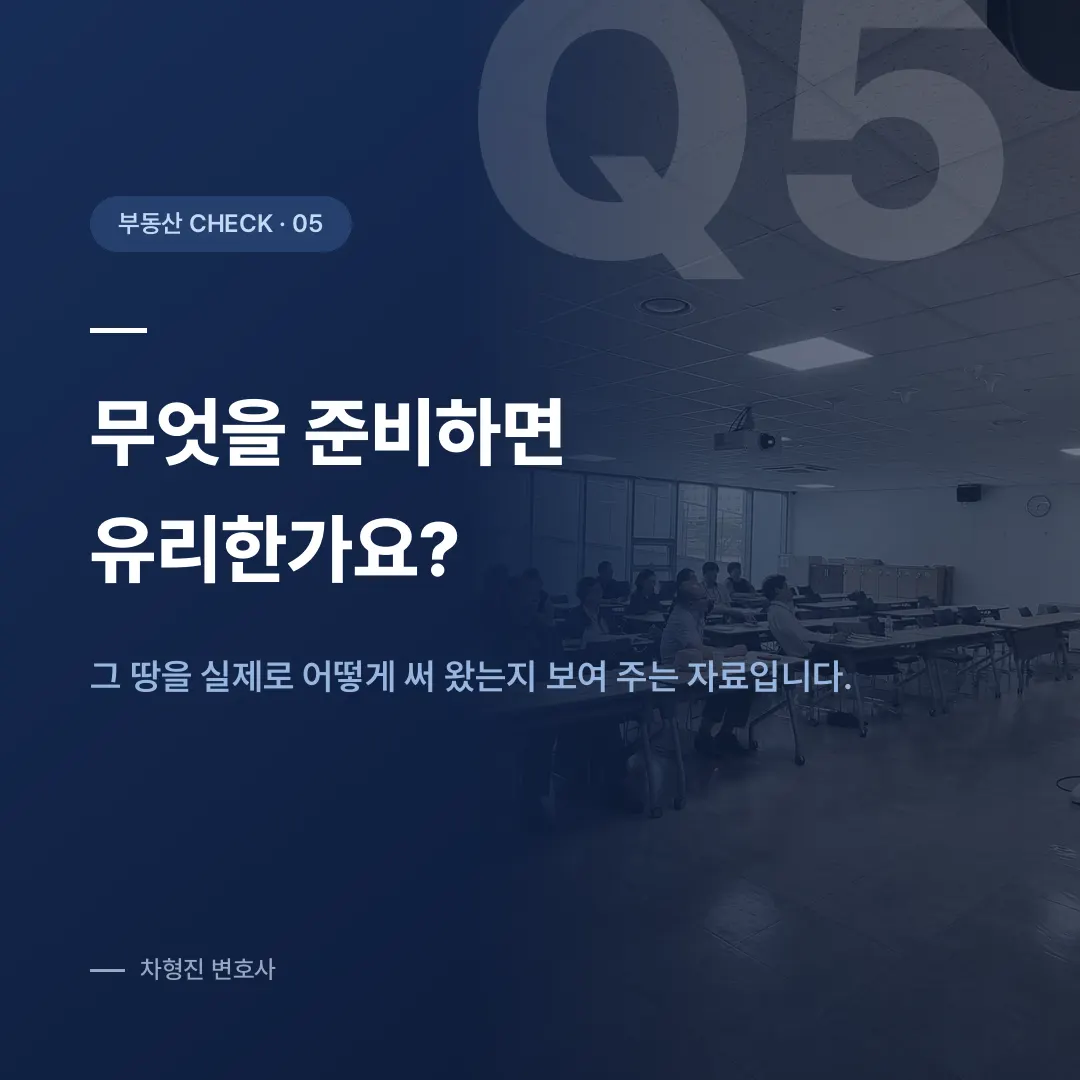 Q5
부동산 CHECK · 05
무엇을 준비하면
유리한가요?
그 땅을 실제로 어떻게 써 왔는지 보여 주는 자료입니다.
차형진 변호사